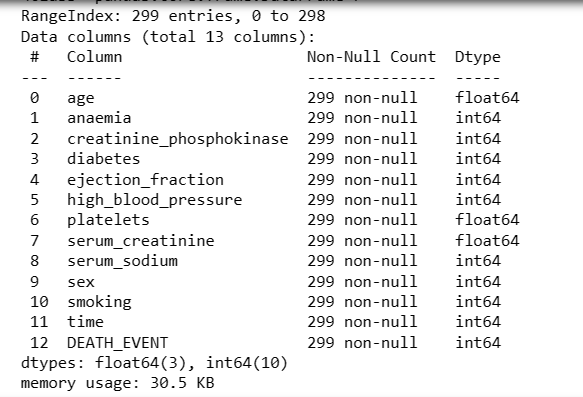 RangeIndex: 299 entries, 0 to 298
Data columns (total 13 columns):
 #   Column                    Non-Null Count  Dtype
---  ------                    --------------  -----
 0   age                       299 non-null    float64
 1   anaemia                   299 non-null    int64
 2   creatinine_phosphokinase  299 non-null    int64
 3   diabetes                  299 non-null    int64
 4   ejection_fraction         299 non-null    int64
 5   high_blood_pressure       299 non-null    int64
 6   platelets                 299 non-null    float64
 7   serum_creatinine          299 non-null    float64
 8   serum_sodium              299 non-null    int64
 9   sex                       299 non-null    int64
 10  smoking                   299 non-null    int64
 11  time                      299 non-null    int64
 12  DEATH_EVENT               299 non-null    int64
dtypes: float64(3), int64(10)
memory usage: 30.5 KB